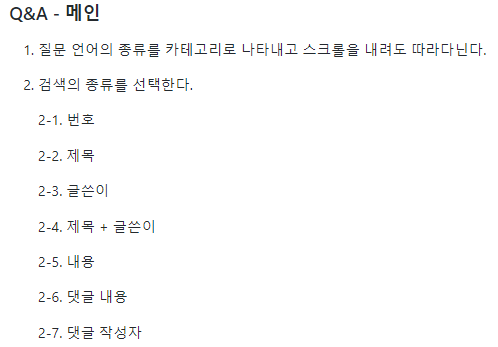 Q&A - 메인
1. 질문 언어의 종류를 카테고리로 나타내고 스크롤을 내려도 따라다닌다.
2. 검색의 종류를 선택한다.
2-1. 번호
2-2. 제목
2-3. 글쓴이
2-4. 제목 + 글쓴이
2-5. 내용
2-6. 댓글 내용
2-7. 댓글 작성자